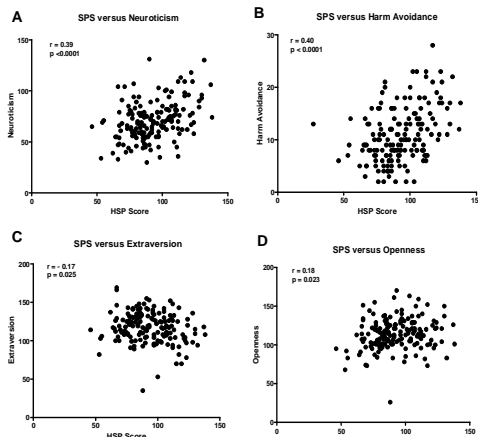 A
SPS versus Neuroticism
r = 0.39
p <0.0001
200
150
100
50
0
0
50
100
150
Neuroticism
HSP Score
B
SPS versus Harm Avoidance
r = 0.40
p < 0.0001
30
20
10
0
0
50
100
15
Harm Avoidance
HSP Score
C
SPS versus Extraversion
r = - 0.17
p = 0.025
200
150
100
50
0
0
50
100
150
Extraversion
HSP Score
D
SPS versus Openness
r = 0.18
p = 0.023
200
150
100
50
0
0
50
100
150
Openness